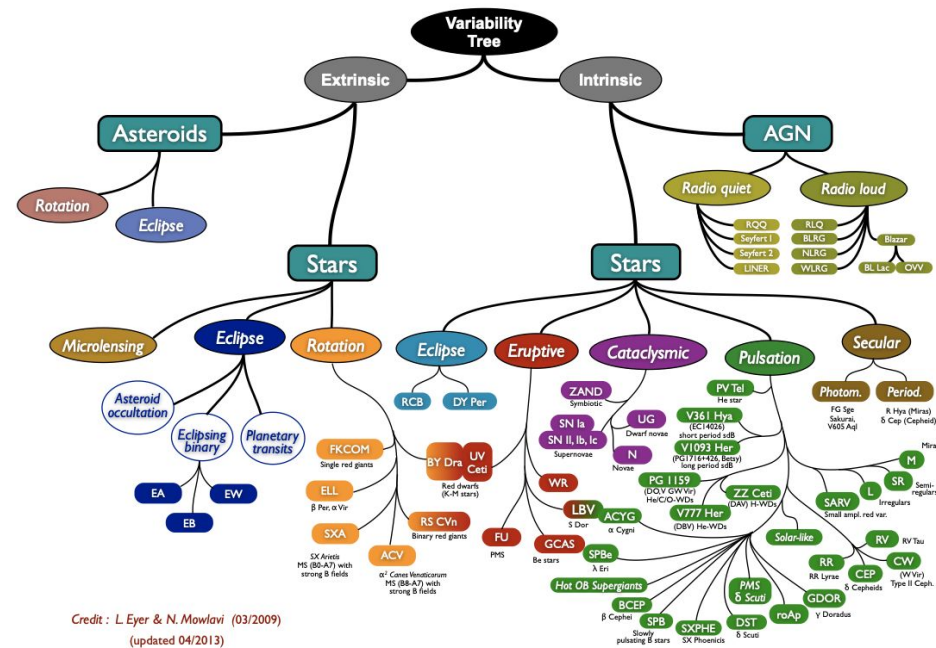 Variability
Tree
Extrinsic
Intrinsic
Asteroids
AGN
Rotation
Eclipse
Radio quiet
Radio loud
RQQ
Seyfert 1
Seyfert 2
LINER
RLQ
BLRG
NLRG
WLRG
Blazar
BL Lac
OVV
Stars
Stars
Microlensing
Eclipse
Rotation
Eclipse
Eruptive
Cataclysmic
Pulsation
Secular
Asteroid
occultation
Eclipsing
binary
Planetary
transits
EA
EB
EW
FKCOM
Single red giants
ELL
β Per, α Vir
SXA
SX Arietis
MS (B0-A7) with
strong B fields
ACV
α² Canes Venaticorum
MS (B8-A7) with
strong B fields
BY Dra
UV
Ceti
Red dwarfs
(K-M stars)
RS CVn
Binary red giants
RCB
DY Per
WR
LBV
S Dor
FU
PMS
GCAS
Be stars
ZAND
Symbiotic
SN Ia
SN II, Ib, Ic
Supernovae
UG
Dwarf novae
N
Novae
PV Tel
He star
V361 Hya
(EC14026)
short period sdB
V1093 Her
(PG1716+426, Betsy)
long period sdB
PG 1159
(DO,V GW Vir)
He/C/O-WDs
ZZ Ceti
(DAV) H-WDs
V777 Her
(DBV) He-WDs
ACYG
α Cygni
SPBe
λ Eri
Hot OB Supergiants
BCEP
β Cephei
SPB
Slowly
pulsating B stars
SXPHE
SX Phoenicis
DST
δ Scuti
PMS
δ Scuti
roAp
GDOR
γ Doradus
Solar-like
RR
RR Lyrae
CEP
δ Cepheids
RV
RV Tau
CW
(W Vir)
Type II Ceph.
SARV
Small ampl. red var.
L
Irregulars
SR
Semi-
regulars
M
Mira
Photom.
FG Sge
Sakurai,
V605 Aql
Period.
R Hya (Miras)
δ Cep (Cepheid)
Credit : L. Eyer & N. Mowlavi (03/2009)
(updated 04/2013)